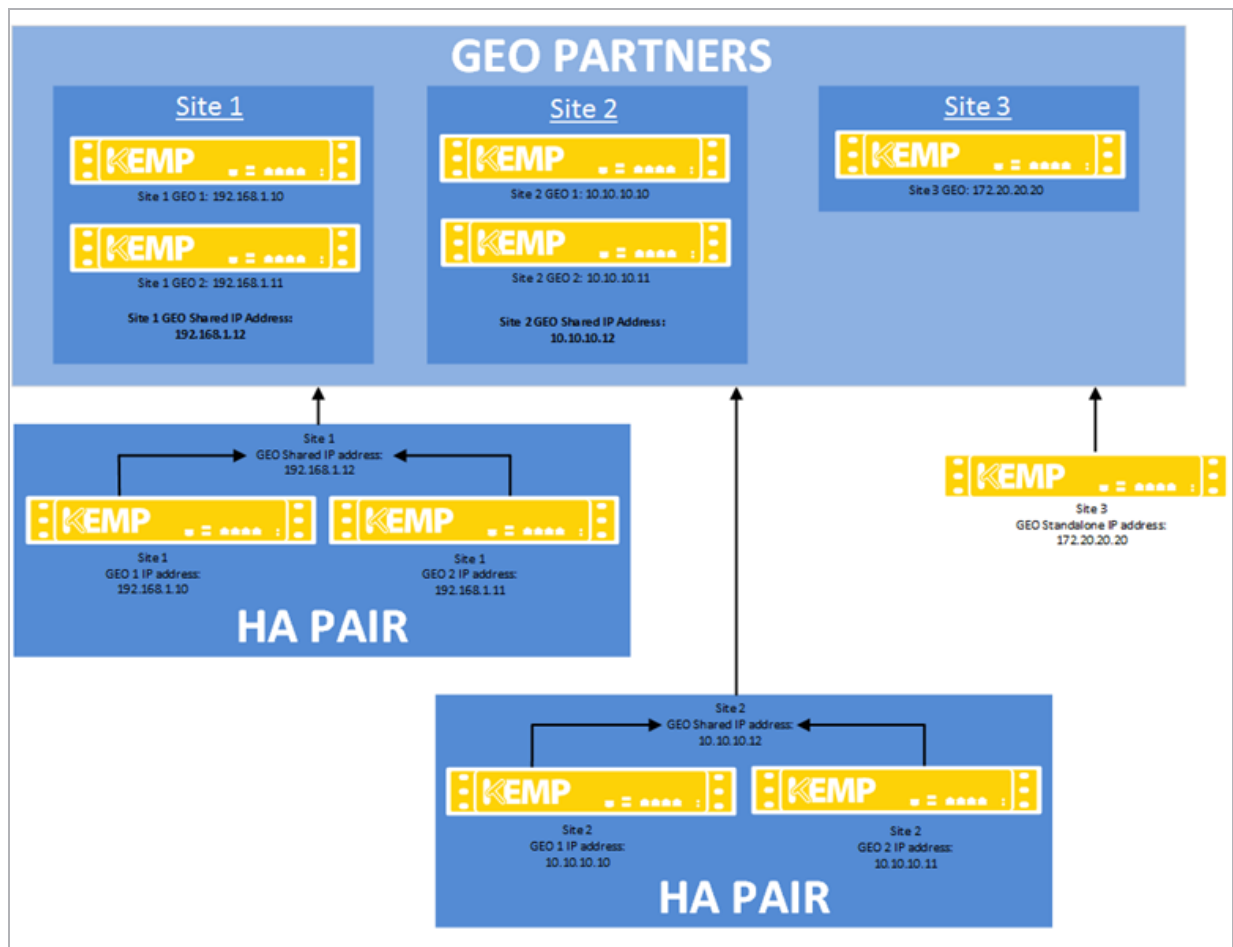 GEO PARTNERS
Site 1
KEMP
Site 1 GEO 1: 192.168.1.10
KEMP
Site 1 GEO 2: 192.168.1.11
Site 1 GEO Shared IP Address:
192.168.1.12
Site 2
KEMP
Site 2 GEO 1: 10.10.10.10
KEMP
Site 2 GEO 2: 10.10.10.11
Site 2 GEO Shared IP Address:
10.10.10.12
Site 3
KEMP
Site 3 GEO: 172.20.20.20
Site 1
GEO Shared IP address:
192.168.1.12
KEMP
Site 1
GEO 1 IP address:
192.168.1.10
KEMP
Site 1
GEO 2 IP address:
192.168.1.11
HA PAIR
KEMP
Site 3
GEO Standalone IP address:
172.20.20.20
Site 2
GEO Shared IP address:
10.10.10.12
KEMP
Site 2
GEO 1 IP address:
10.10.10.10
KEMP
Site 2
GEO 2 IP address:
10.10.10.11
HA PAIR